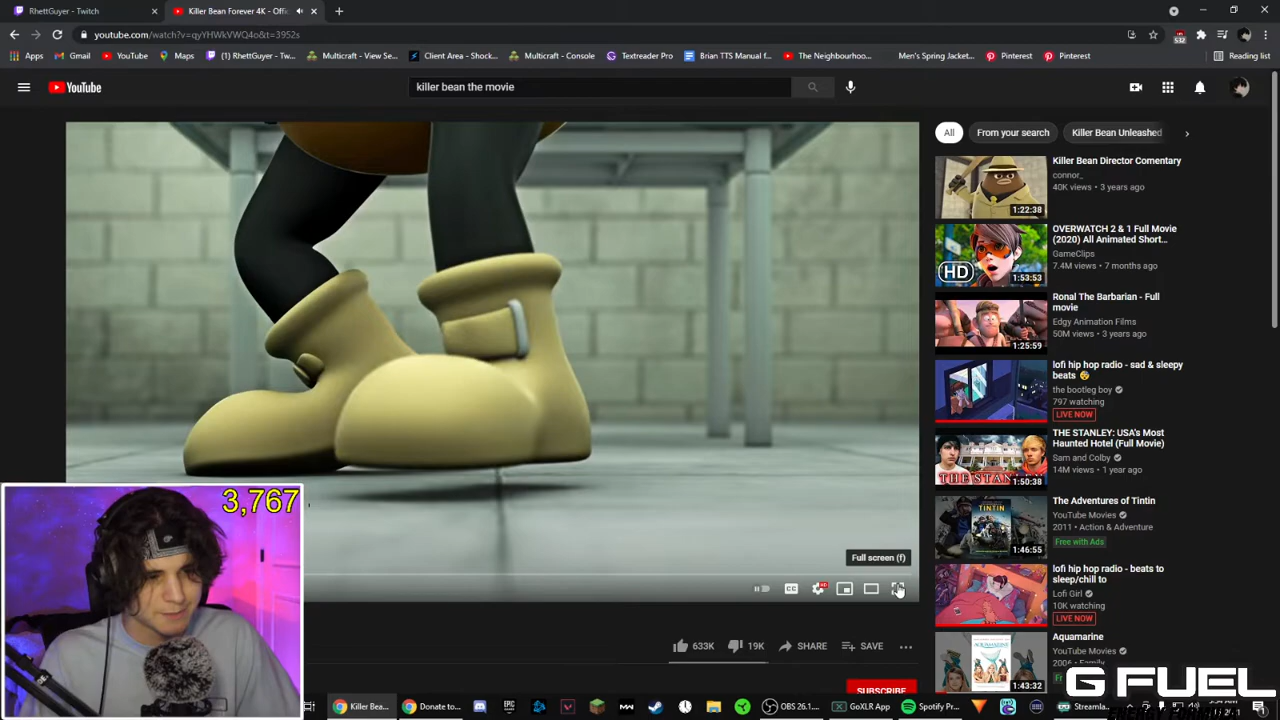 RhettGuyer - Twitch
Killer Bean Forever 4K - Offi
youtube.com/watch?v=qyYHWkVWQ4o&t=3952s
532
Apps
Gmail
YouTube
Maps
(1) RhettGuyer - Tw...
Multicraft - View Se...
Client Area - Shock...
Multicraft - Console
Textreader Pro
Brian TTS Manual f...
The Neighbourhoo...
Men's Spring Jacket...
Pinterest
Pinterest
Reading list
YouTube
killer bean the movie
All
From your search
Killer Bean Unleashed
Killer Bean Director Comentary
connor_
40K views • 3 years ago
1:22:38
OVERWATCH 2 & 1 Full Movie
(2020) All Animated Short...
GameClips
7.4M views • 7 months ago
HD
1:53:53
Ronal The Barbarian - Full
movie
Edgy Animation Films
50M views • 3 years ago
1:25:59
lofi hip hop radio - sad & sleepy
beats
the bootleg boy
797 watching
LIVE NOW
THE STANLEY: USA's Most
Haunted Hotel (Full Movie)
Sam and Colby
14M views • 1 year ago
THE STANLEY
1:50:38
The Adventures of Tintin
YouTube Movies
2011 • Action & Adventure
Free with Ads
TINTIN
1:46:55
lofi hip hop radio - beats to
sleep/chill to
Lofi Girl
10K watching
LIVE NOW
Aquamarine
YouTube Movies
2006 • Family
1:43:32
3,767
Full screen (f)
CC
HD
633K
19K
SHARE
SAVE
SUBSCRIBE
G FUEL
Killer Bea...
Donate to...
EPIC
OBS 26.1....
GoXLR App
Spotify Pr...
Streamla...